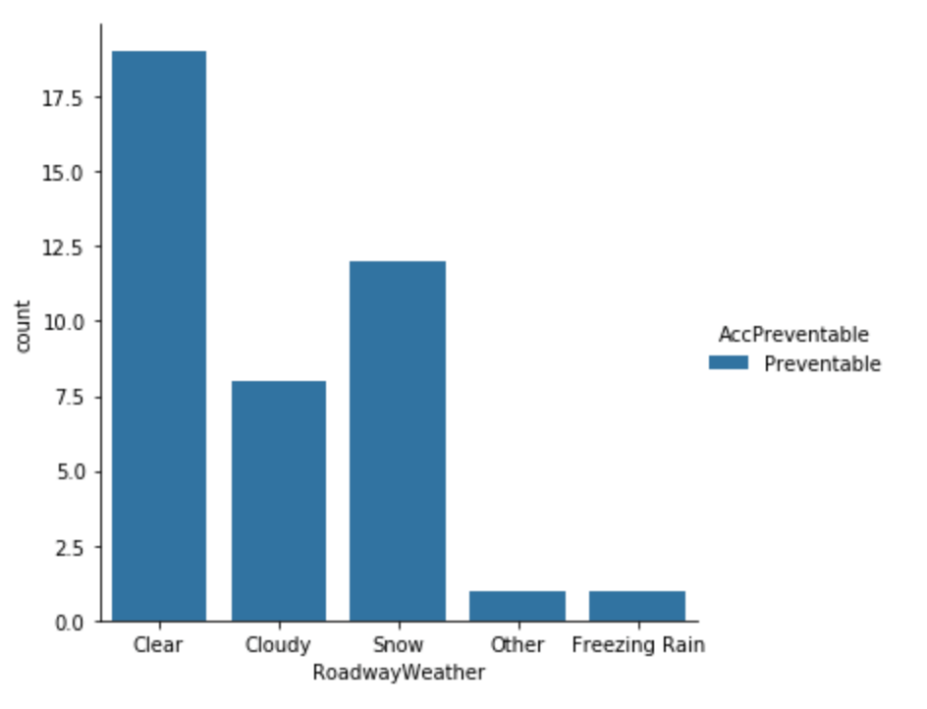 17.5
15.0
12.5
10.0
7.5
5.0
2.5
0.0
count
Clear Cloudy Snow Other Freezing Rain
RoadwayWeather
AccPreventable
Preventable